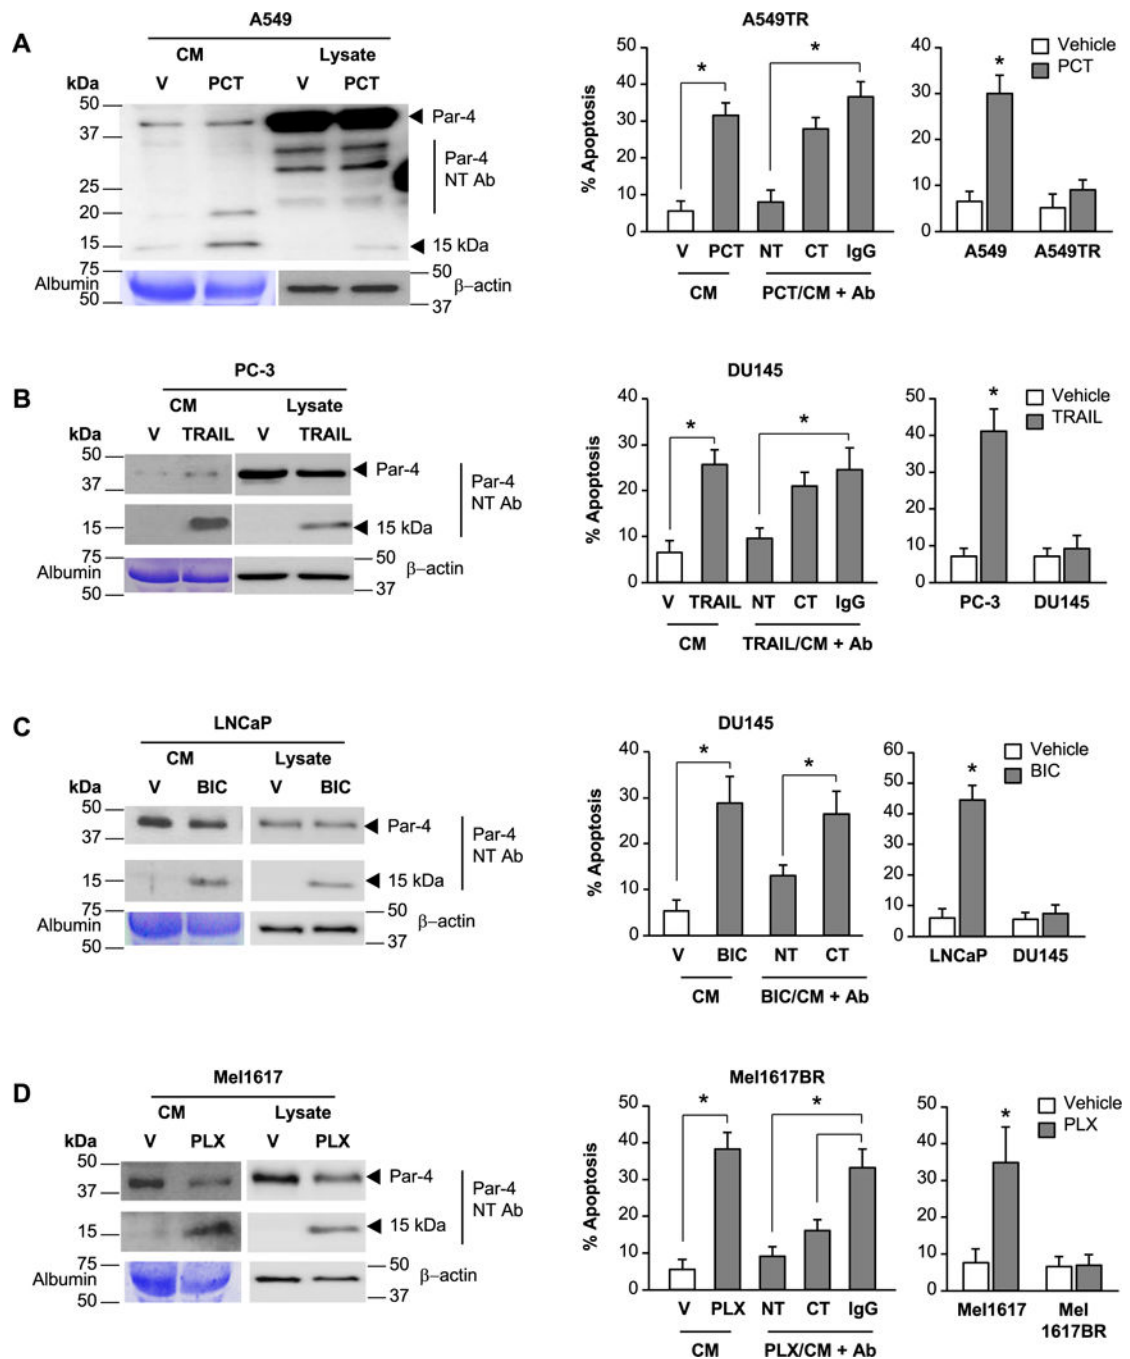 A
A549
CM Lysate
kDa V PCT V PCT
50
37
25
20
15
Par-4
Par-4
NT Ab
15 kDa
75
Albumin
50
50
β–actin
37
A549TR
% Apoptosis
50
40
30
20
10
0
V PCT NT CT IgG
CM PCT/CM + Ab
*
*
40
30
20
10
0
*
Vehicle
PCT
A549 A549TR
B
PC-3
CM Lysate
kDa V TRAIL V TRAIL
50
37
15
Par-4
15 kDa
Par-4
NT Ab
75
Albumin
50
50
β–actin
37
DU145
% Apoptosis
40
30
20
10
0
*
*
V TRAIL NT CT IgG
CM TRAIL/CM + Ab
50
40
30
20
10
0
*
Vehicle
TRAIL
PC-3 DU145
C
LNCaP
CM Lysate
kDa V BIC V BIC
50
37
15
Par-4
15 kDa
Par-4
NT Ab
75
Albumin
50
50
β–actin
37
DU145
% Apoptosis
40
30
20
10
0
*
*
V BIC NT CT
CM BIC/CM + Ab
60
50
40
30
20
10
0
*
Vehicle
BIC
LNCaP DU145
D
Mel1617
CM Lysate
kDa V PLX V PLX
50
37
15
Par-4
15 kDa
Par-4
NT Ab
75
Albumin
50
50
β–actin
37
Mel1617BR
% Apoptosis
50
40
30
20
10
0
*
*
V PLX NT CT IgG
CM PLX/CM + Ab
50
40
30
20
10
0
*
Vehicle
PLX
Mel1617 Mel
1617BR